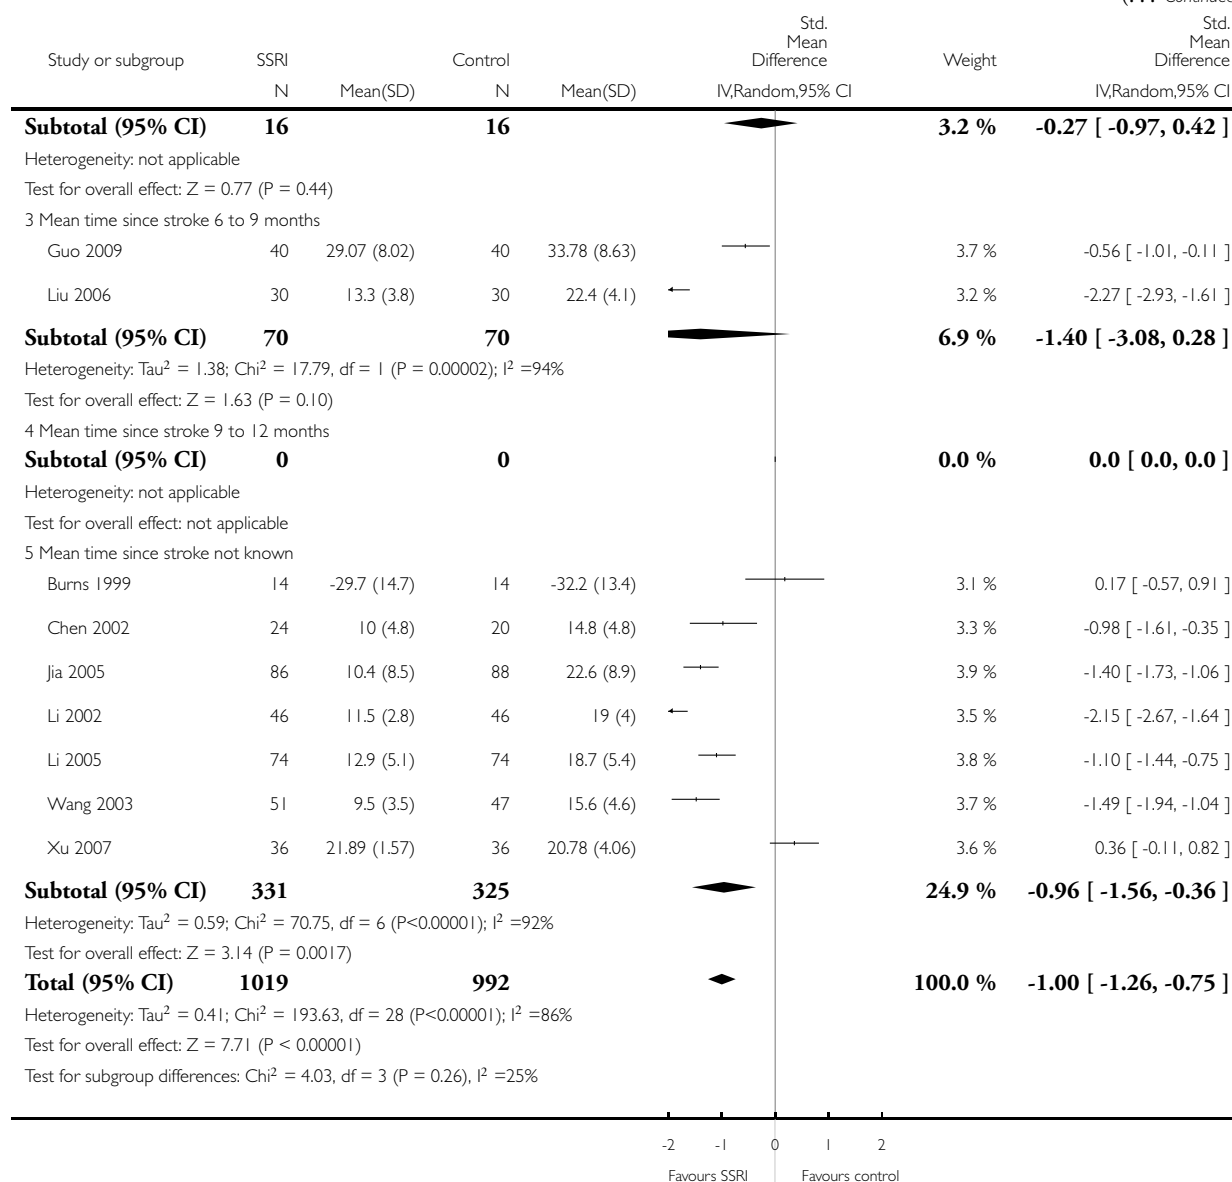 Study or subgroup SSRI Control Std. Mean Difference Weight Std. Mean Difference
N Mean(SD) N Mean(SD) IV,Random,95% CI IV,Random,95% CI
Subtotal (95% CI) 16 16 3.2 % -0.27 [ -0.97, 0.42 ]
Heterogeneity: not applicable
Test for overall effect: Z = 0.77 (P = 0.44)
3 Mean time since stroke 6 to 9 months
Guo 2009 40 29.07 (8.02) 40 33.78 (8.63) 3.7 % -0.56 [ -1.01, -0.11 ]
Liu 2006 30 13.3 (3.8) 30 22.4 (4.1) 3.2 % -2.27 [ -2.93, -1.61 ]
Subtotal (95% CI) 70 70 6.9 % -1.40 [ -3.08, 0.28 ]
Heterogeneity: Tau² = 1.38; Chi² = 17.79, df = 1 (P = 0.00002); I² =94%
Test for overall effect: Z = 1.63 (P = 0.10)
4 Mean time since stroke 9 to 12 months
Subtotal (95% CI) 0 0 0.0 % 0.0 [ 0.0, 0.0 ]
Heterogeneity: not applicable
Test for overall effect: not applicable
5 Mean time since stroke not known
Burns 1999 14 -29.7 (14.7) 14 -32.2 (13.4) 3.1 % 0.17 [ -0.57, 0.91 ]
Chen 2002 24 10 (4.8) 20 14.8 (4.8) 3.3 % -0.98 [ -1.61, -0.35 ]
Jia 2005 86 10.4 (8.5) 88 22.6 (8.9) 3.9 % -1.40 [ -1.73, -1.06 ]
Li 2002 46 11.5 (2.8) 46 19 (4) 3.5 % -2.15 [ -2.67, -1.64 ]
Li 2005 74 12.9 (5.1) 74 18.7 (5.4) 3.8 % -1.10 [ -1.44, -0.75 ]
Wang 2003 51 9.5 (3.5) 47 15.6 (4.6) 3.7 % -1.49 [ -1.94, -1.04 ]
Xu 2007 36 21.89 (1.57) 36 20.78 (4.06) 3.6 % 0.36 [ -0.11, 0.82 ]
Subtotal (95% CI) 331 325 24.9 % -0.96 [ -1.56, -0.36 ]
Heterogeneity: Tau² = 0.59; Chi² = 70.75, df = 6 (P<0.00001); I² =92%
Test for overall effect: Z = 3.14 (P = 0.0017)
Total (95% CI) 1019 992 100.0 % -1.00 [ -1.26, -0.75 ]
Heterogeneity: Tau² = 0.41; Chi² = 193.63, df = 28 (P<0.00001); I² =86%
Test for overall effect: Z = 7.71 (P < 0.00001)
Test for subgroup differences: Chi² = 4.03, df = 3 (P = 0.26), I² =25%
-2 -1 0 1 2
Favours SSRI Favours control